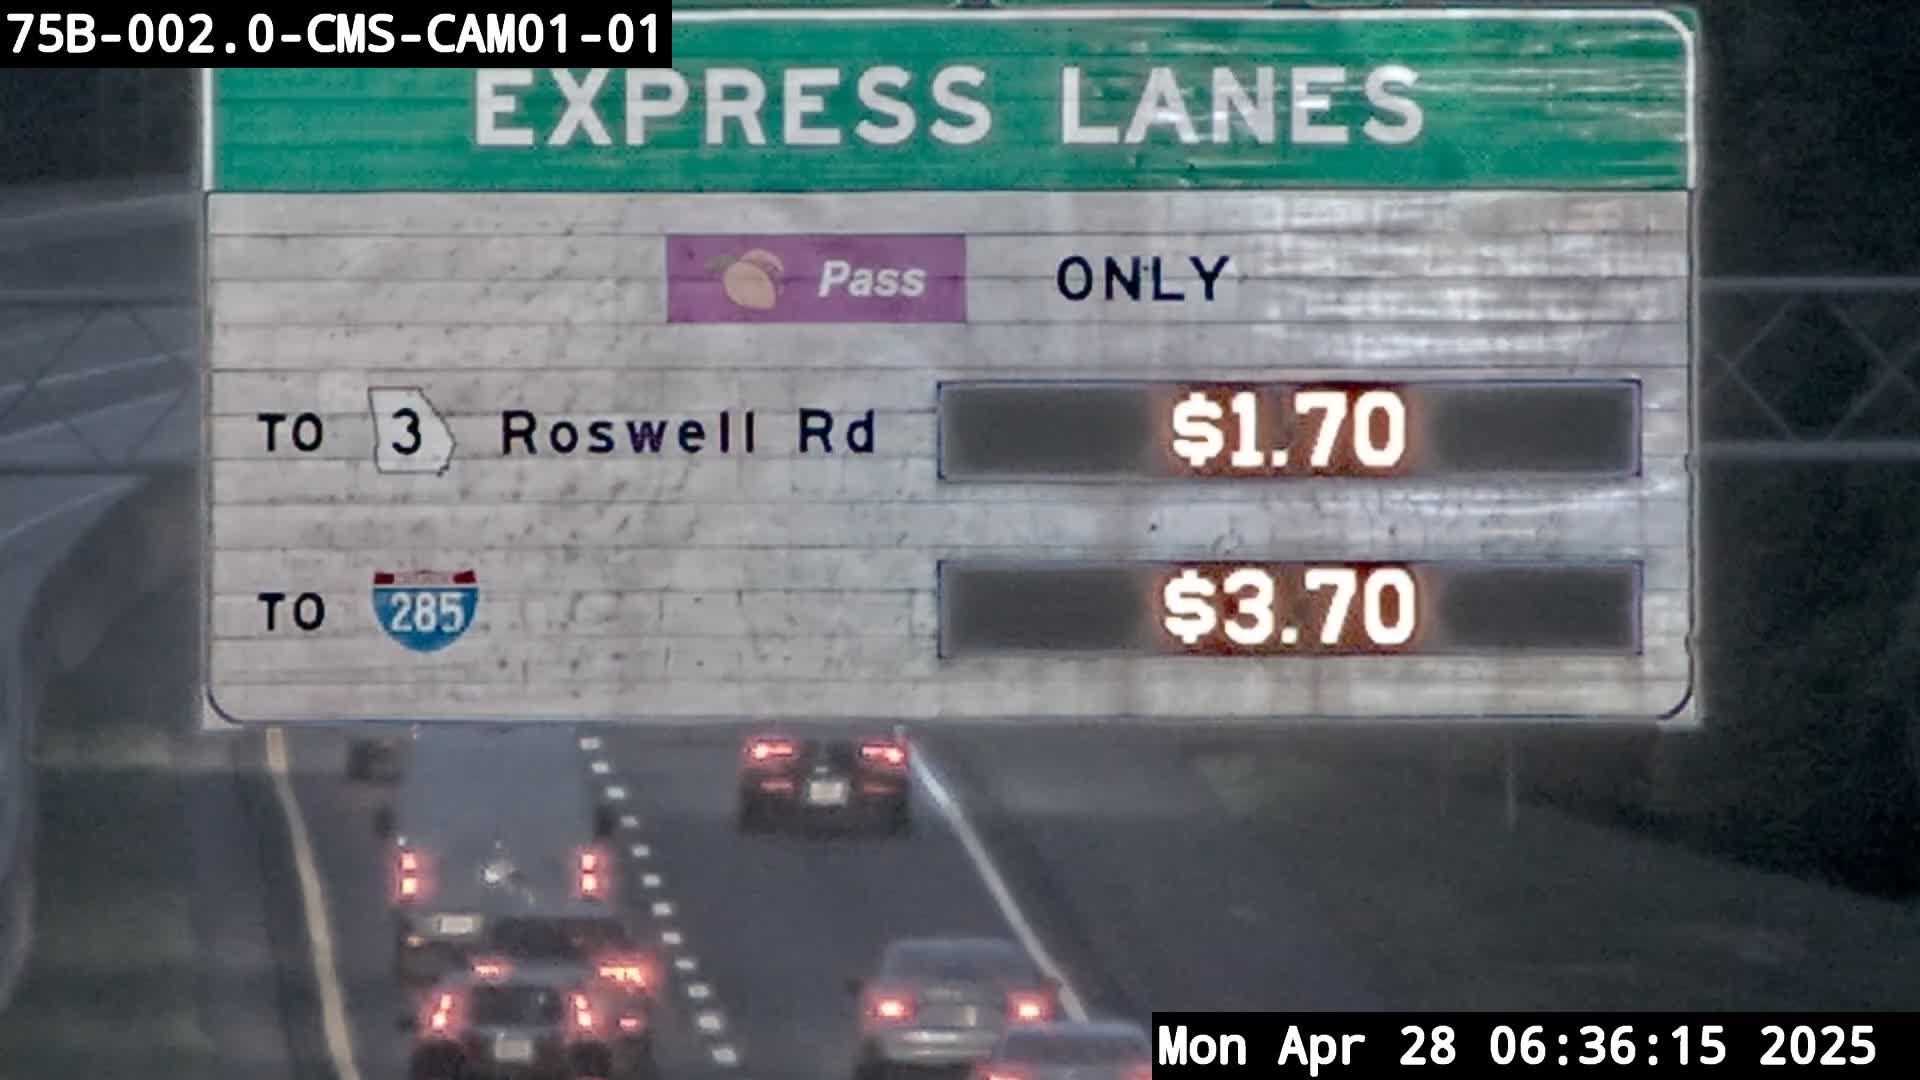 75B-002.0-CMS-CAM01-01
EXPRESS LANES
Pass ONLY
TO 3 Roswell Rd $1.70
TO 285 $3.70
Mon Apr 28 06:36:15 2025